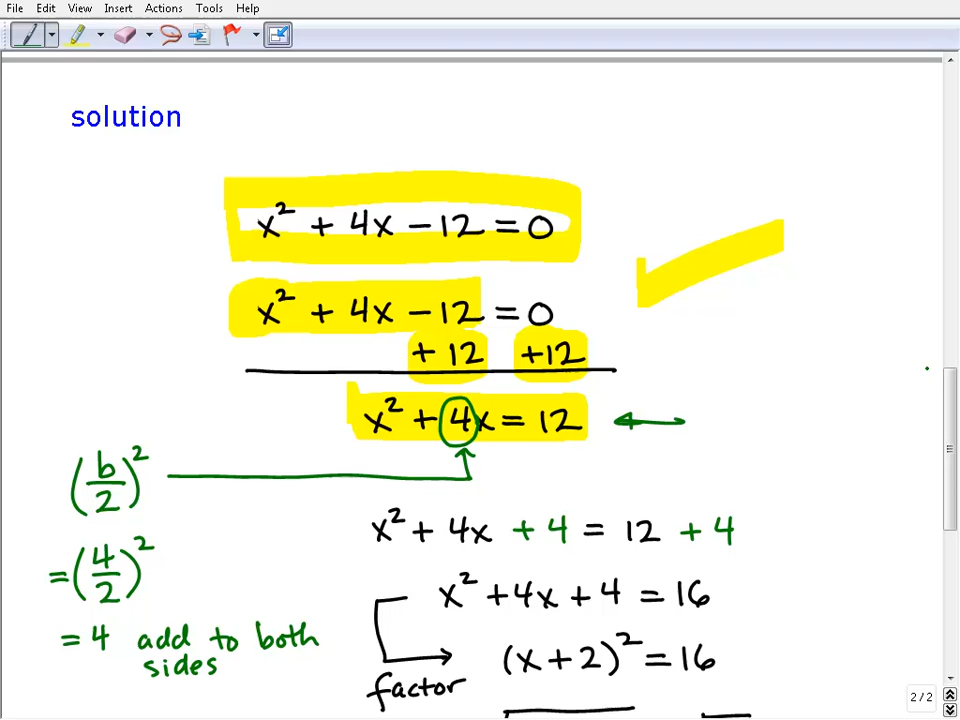 File Edit View Insert Actions Tools Help
solution
x² + 4x − 12 = 0
x² + 4x − 12 = 0
+ 12 +12
x² + 4x = 12
(b/2)²
x² + 4x + 4 = 12 + 4
= (4/2)²
x² + 4x + 4 = 16
= 4 add to both
sides
(x + 2)² = 16
factor
2 / 2